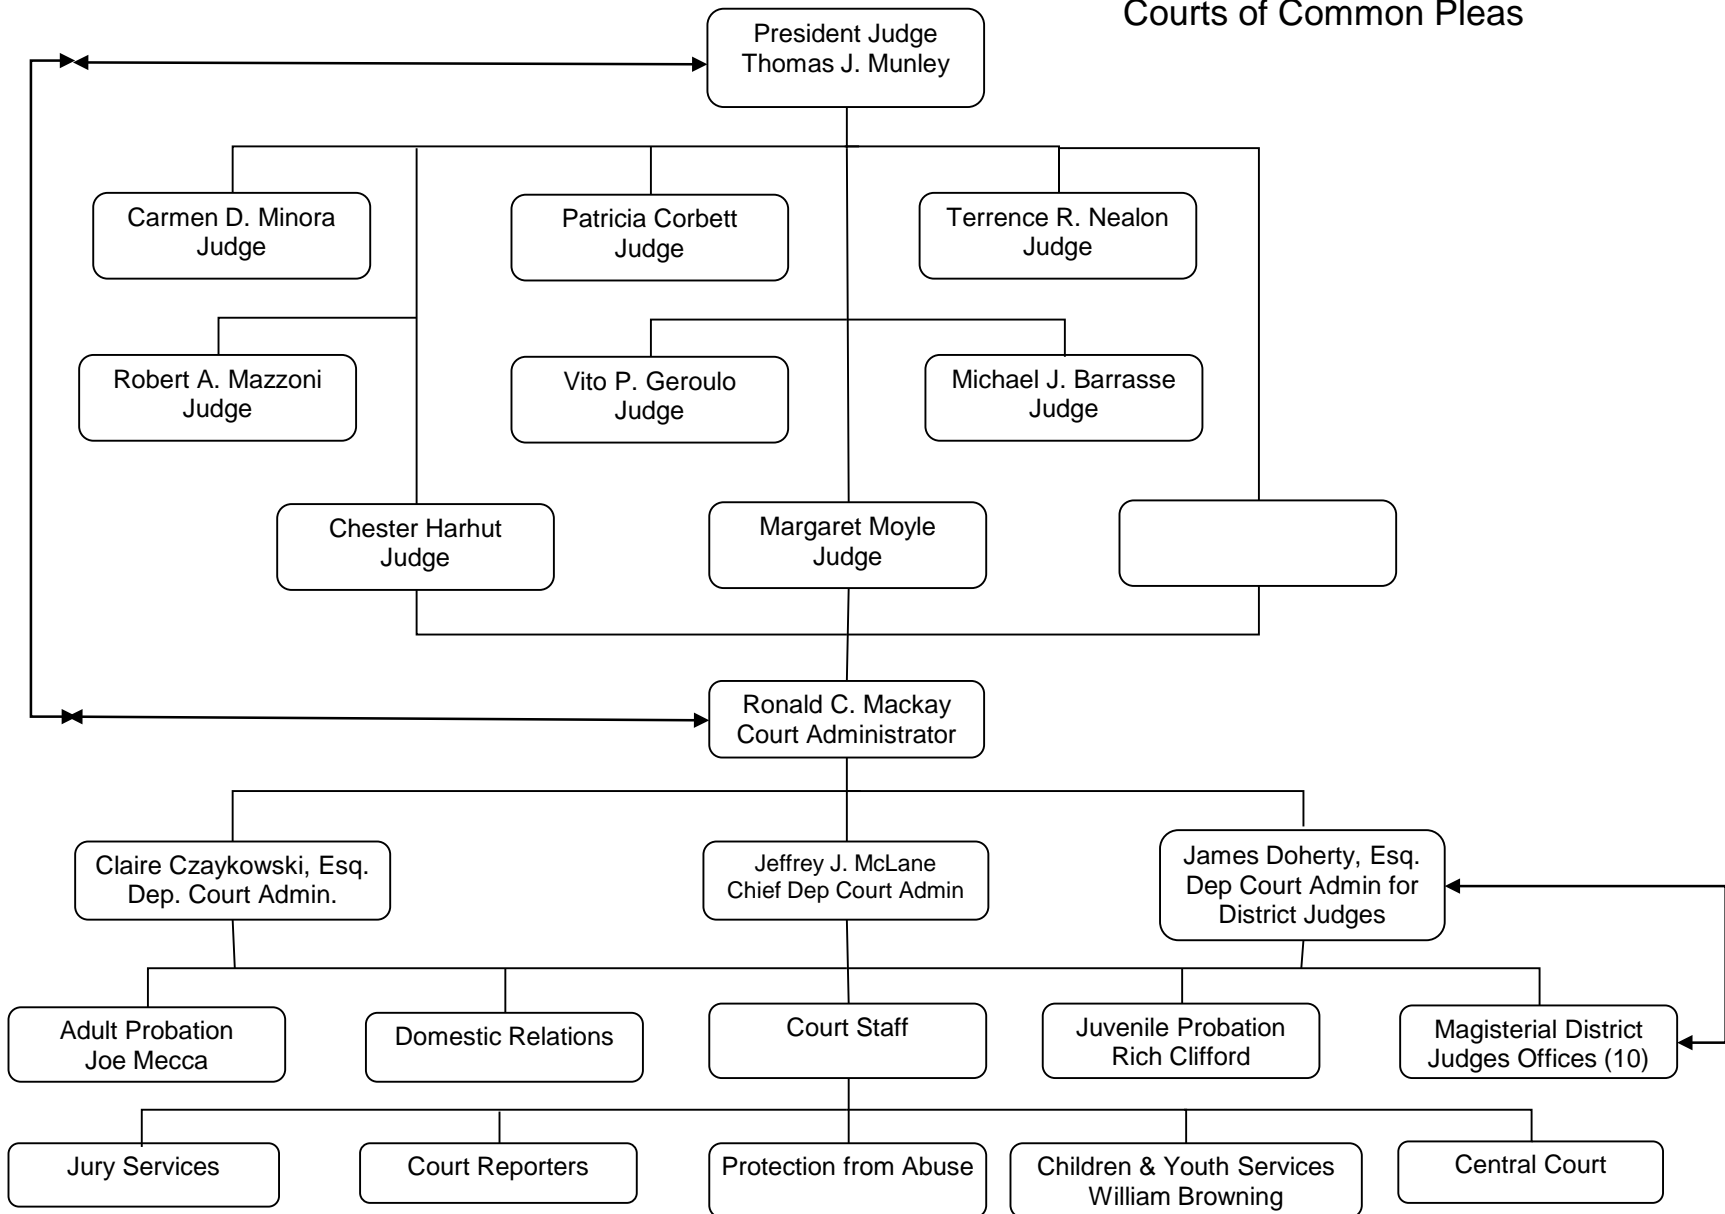 Courts of Common Pleas
President Judge
Thomas J. Munley
Carmen D. Minora
Judge
Patricia Corbett
Judge
Terrence R. Nealon
Judge
Robert A. Mazzoni
Judge
Vito P. Geroulo
Judge
Michael J. Barrasse
Judge
Chester Harhut
Judge
Margaret Moyle
Judge
Ronald C. Mackay
Court Administrator
Claire Czaykowski, Esq.
Dep. Court Admin.
Jeffrey J. McLane
Chief Dep Court Admin
James Doherty, Esq.
Dep Court Admin for
District Judges
Adult Probation
Joe Mecca
Domestic Relations
Court Staff
Juvenile Probation
Rich Clifford
Magisterial District
Judges Offices (10)
Jury Services
Court Reporters
Protection from Abuse
Children & Youth Services
William Browning
Central Court